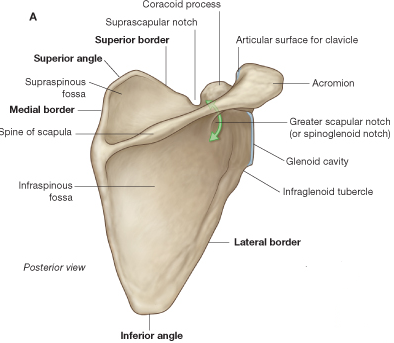 Coracoid process
A
Suprascapular notch
Superior border
Articular surface for clavicle
Superior angle
Supraspinous
fossa
Acromion
Medial border
Greater scapular notch
(or spinoglenoid notch)
Spine of scapula
Glenoid cavity
Infraspinous
fossa
Infraglenoid tubercle
Lateral border
Posterior view
Inferior angle